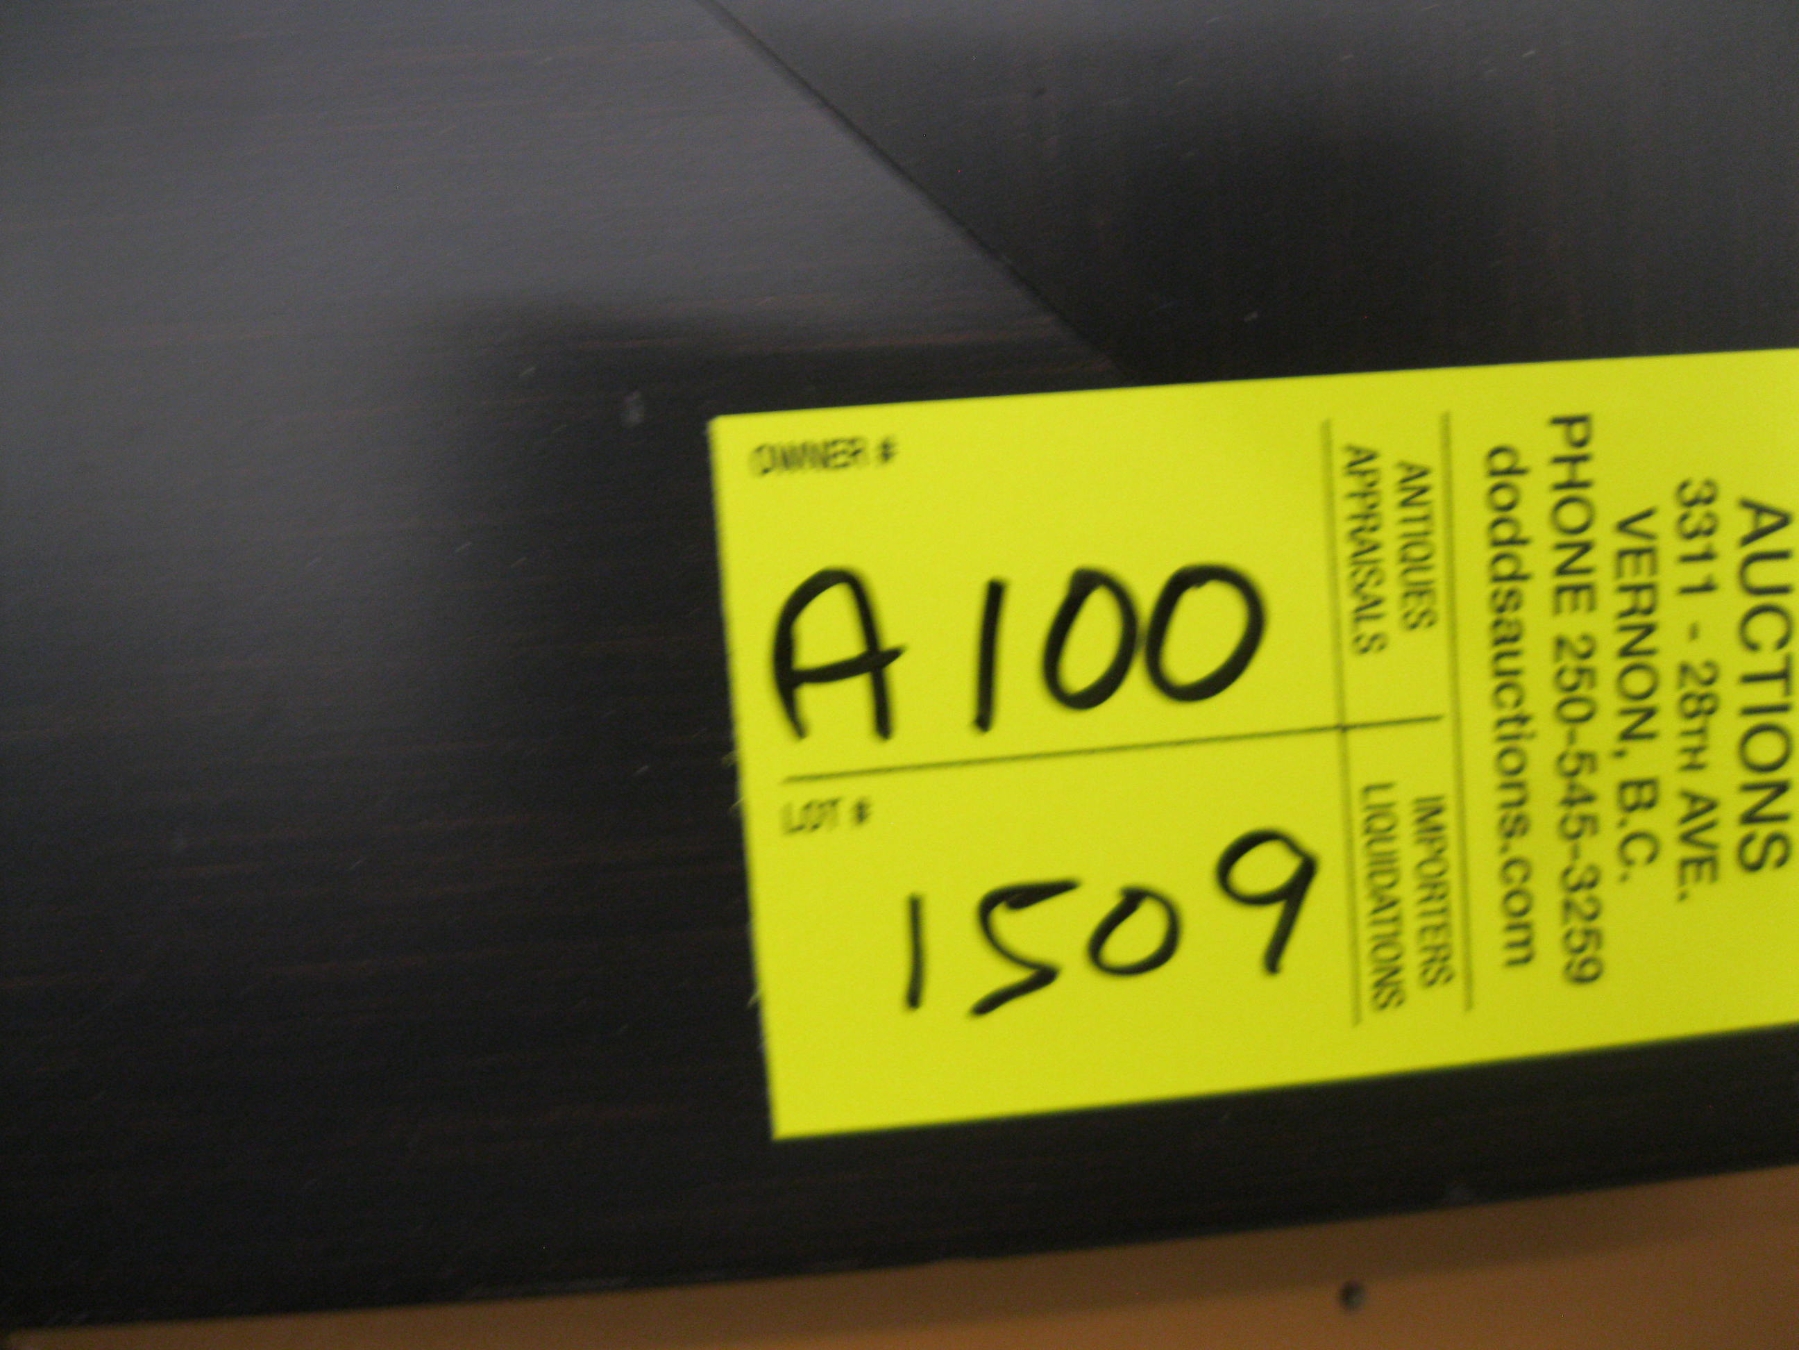 OWNER #
A100
LOT #
1509
AUCTIONS
3311 - 28TH AVE.
VERNON, B.C.
PHONE 250-545-3259
doddsauctions.com
ANTIQUES IMPORTERS
APPRAISALS LIQUIDATIONS